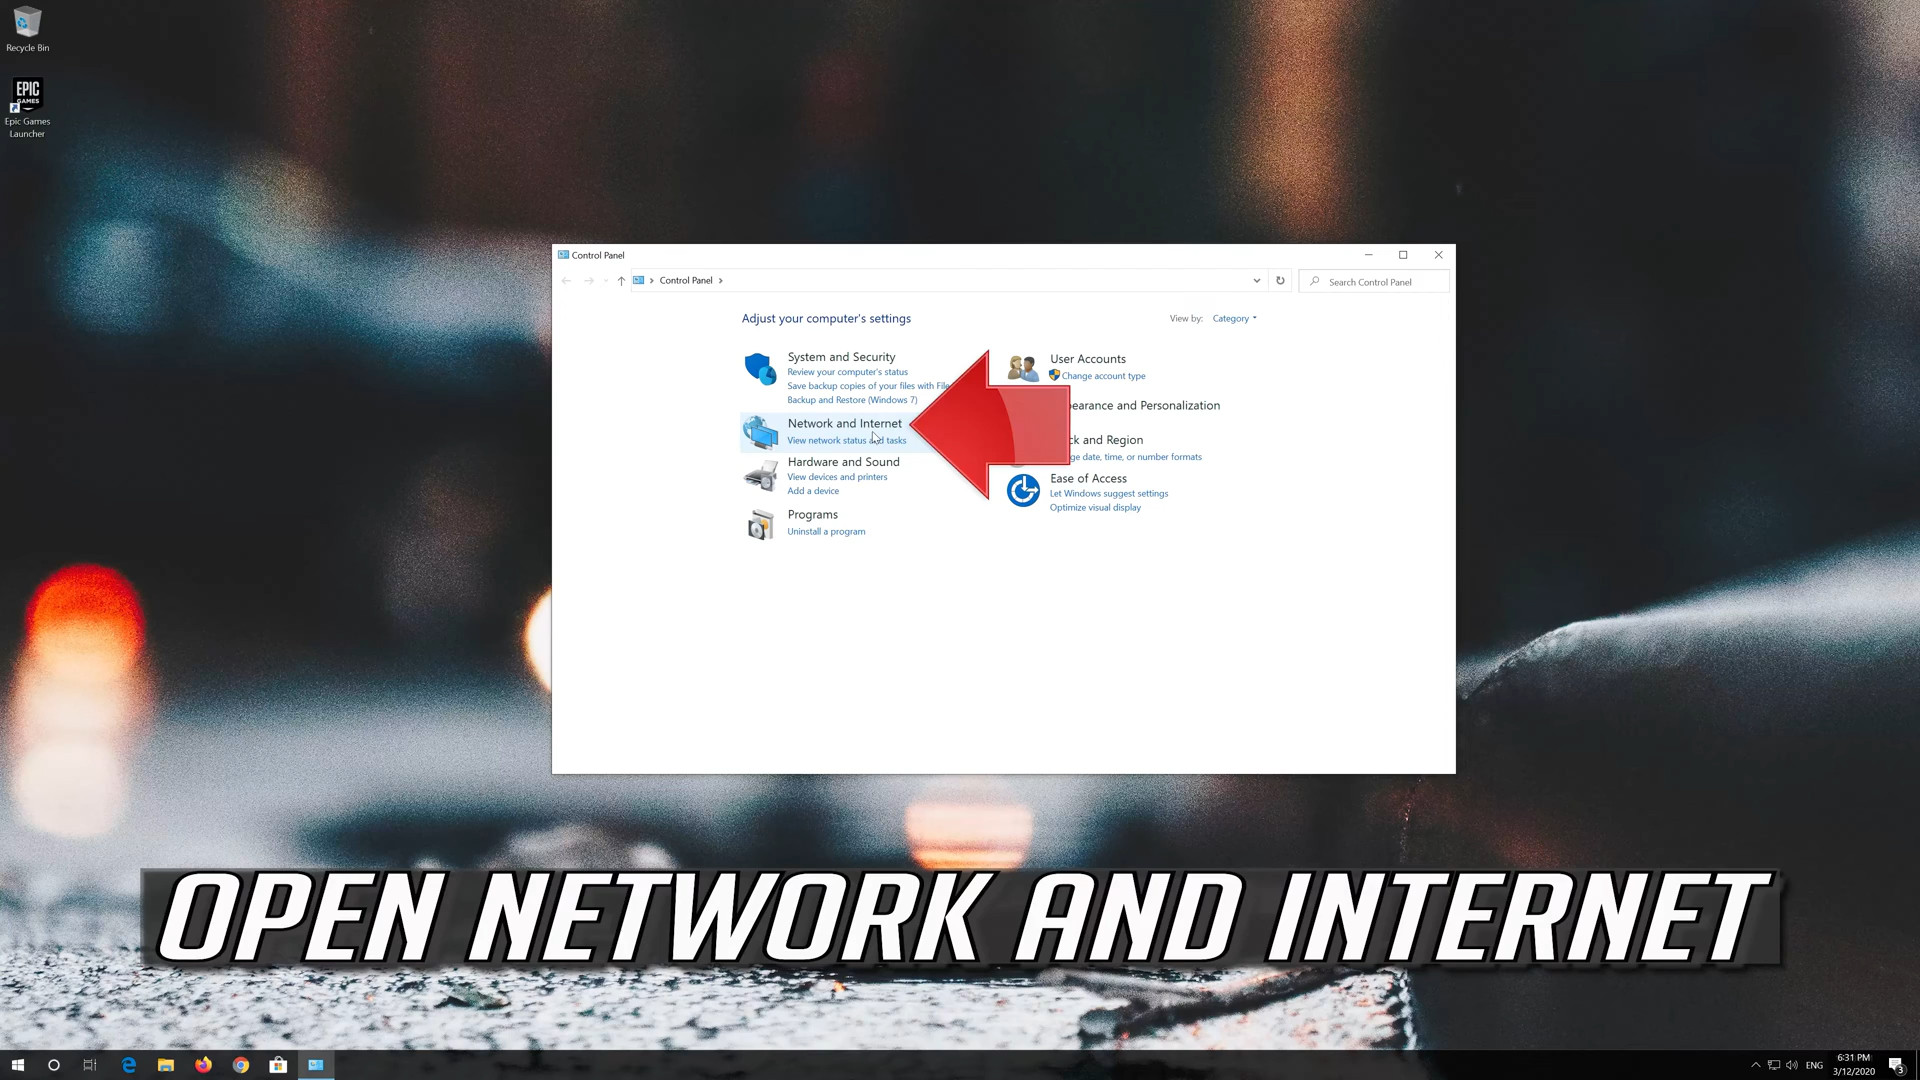 Recycle Bin
EPIC
GAMES
Epic Games
Launcher
Control Panel
Control Panel
Search Control Panel
Adjust your computer's settings
View by: Category
System and Security
Review your computer's status
Save backup copies of your files with File
Backup and Restore (Windows 7)
Network and Internet
View network status and tasks
Hardware and Sound
View devices and printers
Add a device
Programs
Uninstall a program
User Accounts
Change account type
pearance and Personalization
ck and Region
ge date, time, or number formats
Ease of Access
Let Windows suggest settings
Optimize visual display
OPEN NETWORK AND INTERNET
ENG
6:31 PM
3/12/2020
3